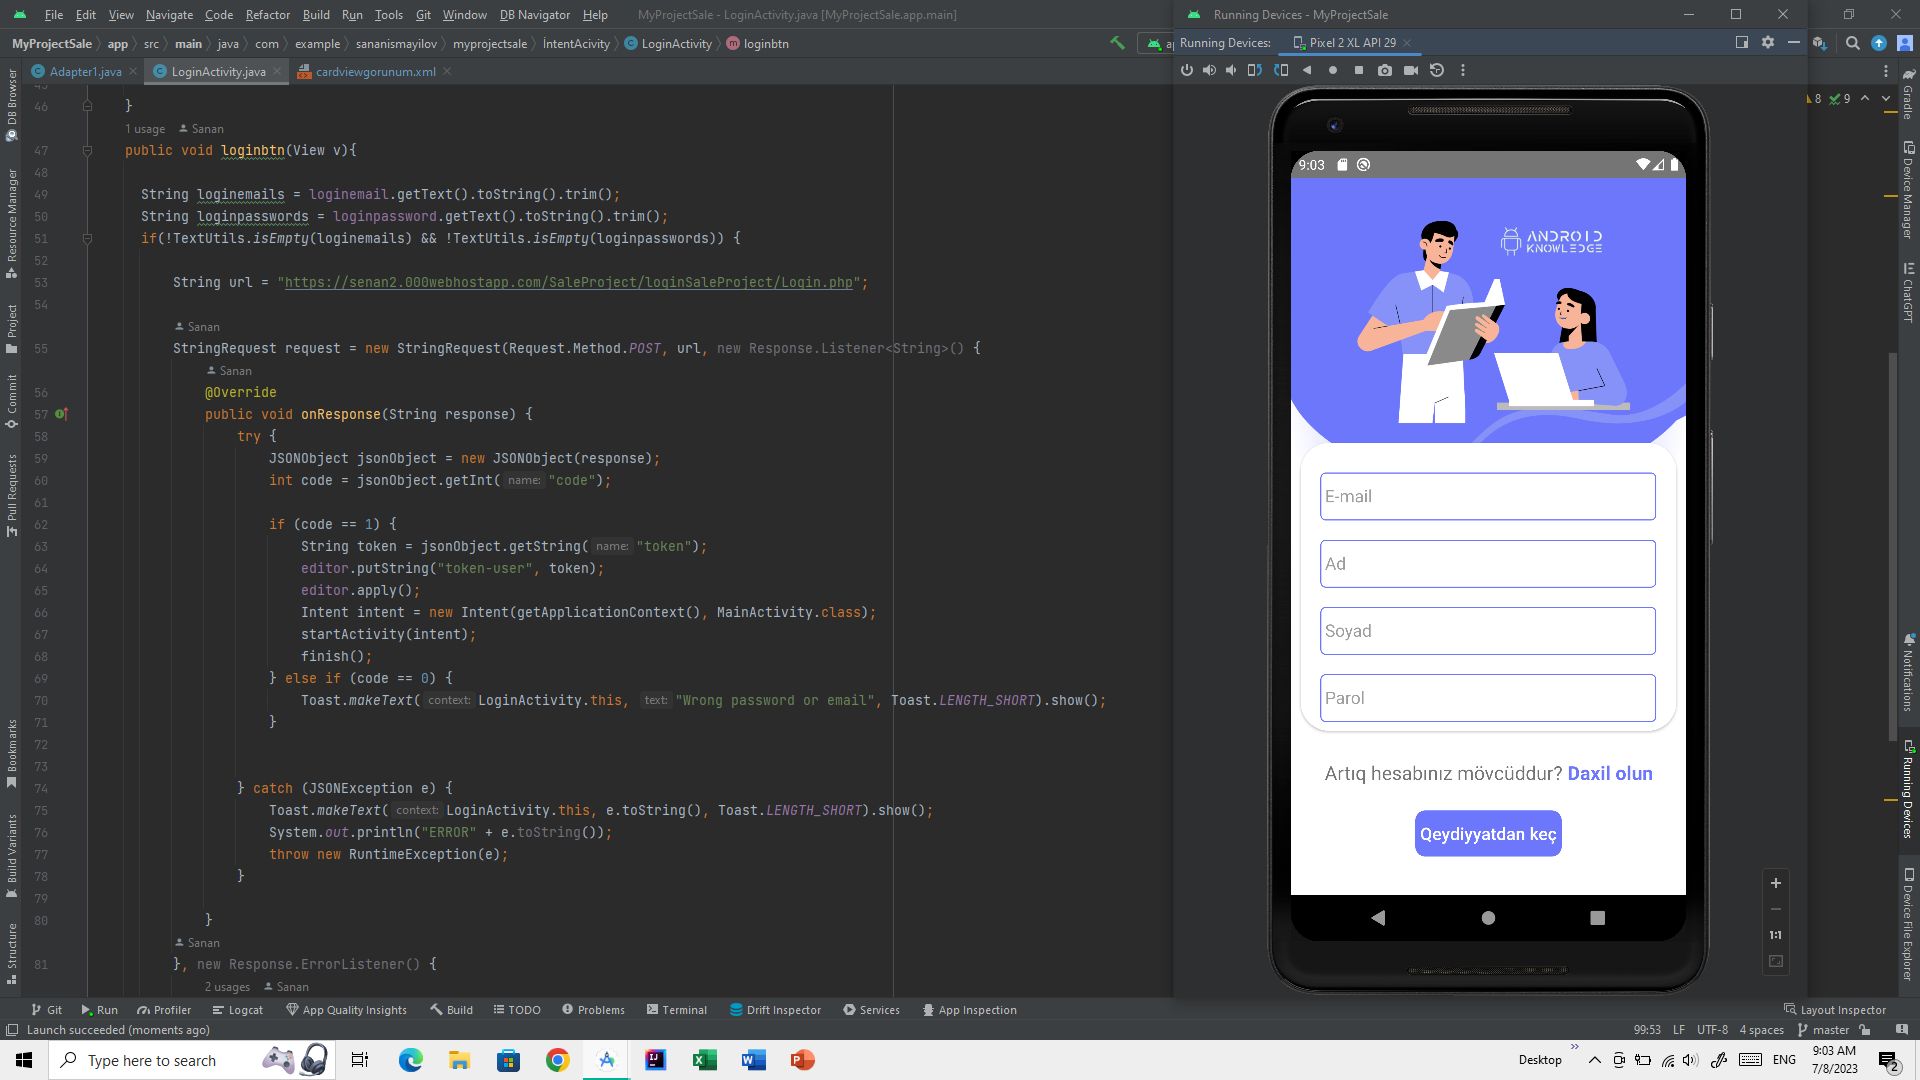 File Edit View Navigate Code Refactor Build Run Tools Git Window DB Navigator Help MyProjectSale - LoginActivity.java [MyProjectSale.app.main]
MyProjectSale app src main java com example sananismayilov myprojectsale İntentAcivity LoginActivity loginbtn
Adapter1.java LoginActivity.java cardviewgorunum.xml
46 }
1 usage Sanan
47 public void loginbtn(View v){
48
49 String loginemails = loginemail.getText().toString().trim();
50 String loginpasswords = loginpassword.getText().toString().trim();
51 if(!TextUtils.isEmpty(loginemails) && !TextUtils.isEmpty(loginpasswords)) {
52
53 String url = "https://senan2.000webhostapp.com/SaleProject/loginSaleProject/Login.php";
54
Sanan
55 StringRequest request = new StringRequest(Request.Method.POST, url, new Response.Listener<String>() {
Sanan
56 @Override
57 public void onResponse(String response) {
58 try {
59 JSONObject jsonObject = new JSONObject(response);
60 int code = jsonObject.getInt( name: "code");
61
62 if (code == 1) {
63 String token = jsonObject.getString( name: "token");
64 editor.putString("token-user", token);
65 editor.apply();
66 Intent intent = new Intent(getApplicationContext(), MainActivity.class);
67 startActivity(intent);
68 finish();
69 } else if (code == 0) {
70 Toast.makeText( context: LoginActivity.this, text: "Wrong password or email", Toast.LENGTH_SHORT).show();
71 }
72
73
74 } catch (JSONException e) {
75 Toast.makeText( context: LoginActivity.this, e.toString(), Toast.LENGTH_SHORT).show();
76 System.out.println("ERROR" + e.toString());
77 throw new RuntimeException(e);
78 }
79
80 }
Sanan
81 }, new Response.ErrorListener() {
2 usages Sanan
DB Browser
Resource Manager
Project
Commit
Pull Requests
Bookmarks
Build Variants
Structure
Running Devices - MyProjectSale
Running Devices: Pixel 2 XL API 29
9:03
ANDROID
KNOWLEDGE
E-mail
Ad
Soyad
Parol
Artıq hesabınız mövcüddur? Daxil olun
Qeydiyyatdan keç
1:1
8 9
Gradle
Device Manager
ChatGPT
Notifications
Running Devices
Device File Explorer
Git Run Profiler Logcat App Quality Insights Build TODO Problems Terminal Drift Inspector Services App Inspection Layout Inspector
Launch succeeded (moments ago) 99:53 LF UTF-8 4 spaces master
Type here to search Desktop ENG 9:03 AM
7/8/2023 2